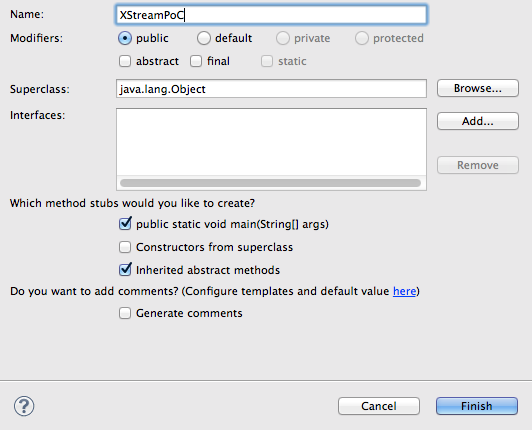 Name: XStreamPoC
Modifiers: public default private protected
abstract final static
Superclass: java.lang.Object Browse...
Interfaces: Add...
Remove
Which method stubs would you like to create?
public static void main(String[] args)
Constructors from superclass
Inherited abstract methods
Do you want to add comments? (Configure templates and default value here)
Generate comments
? Cancel Finish